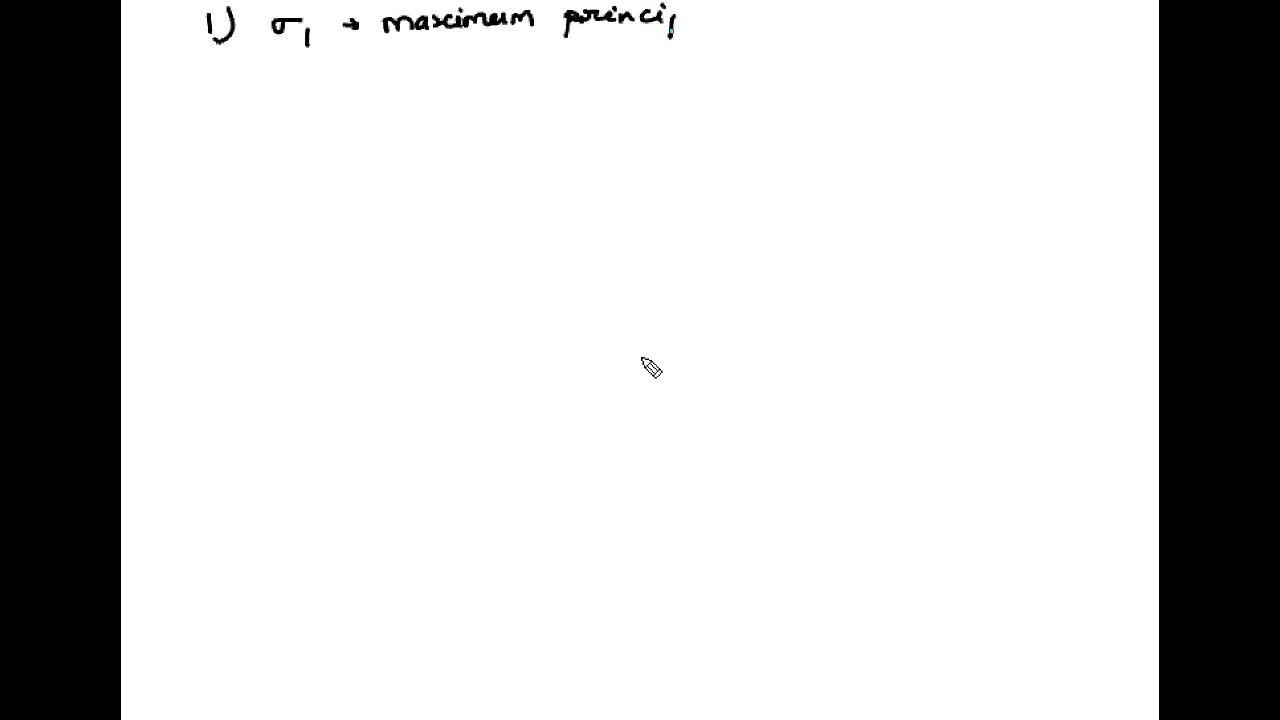 1) σ₁ → maximum princi